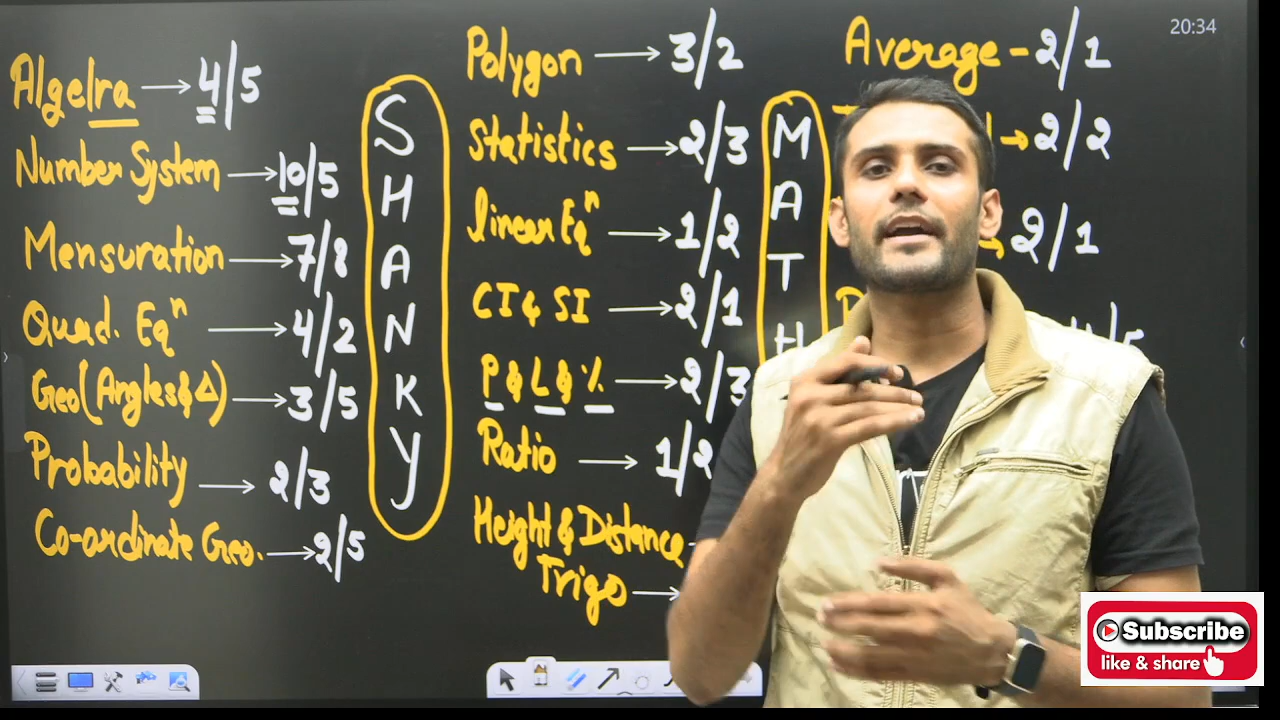 20:34
Algebra → 4/5
Number System → 10/5
Mensuration → 7/8
Quad. Eqⁿ → 4/2
Geo(Angles & Δ) → 3/5
Probability → 2/3
Co-ordinate Geo. → 2/5
SHANKY
Polygon → 3/2
Statistics → 2/3
linear Eqⁿ → 1/2
CI & SI → 2/1
P & L & % → 2/3
Ratio → 1/2
Height & Distance
Trigo →
MATH
Average - 2/1
→ 2/2
2/1
Subscribe
like & share